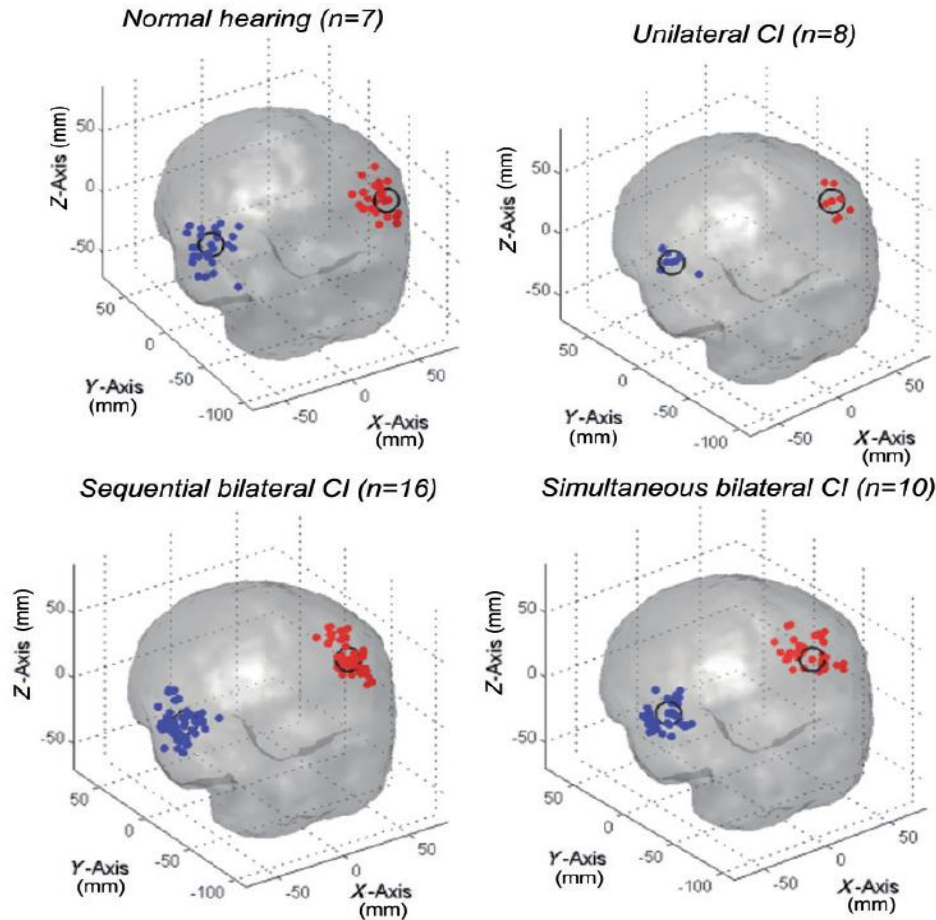 Normal hearing (n=7)
50
0
-50
Z-Axis (mm)
50
0
-50
-100
Y-Axis
(mm)
-50
0
50
X-Axis
(mm)
Unilateral CI (n=8)
50
0
-50
Z-Axis (mm)
50
0
-50
-100
Y-Axis
(mm)
-50
0
50
X-Axis
(mm)
Sequential bilateral CI (n=16)
50
0
-50
Z-Axis (mm)
50
0
-50
-100
Y-Axis
(mm)
-50
0
50
X-Axis
(mm)
Simultaneous bilateral CI (n=10)
50
0
-50
Z-Axis (mm)
50
0
-50
-100
Y-Axis
(mm)
-50
0
50
X-Axis
(mm)